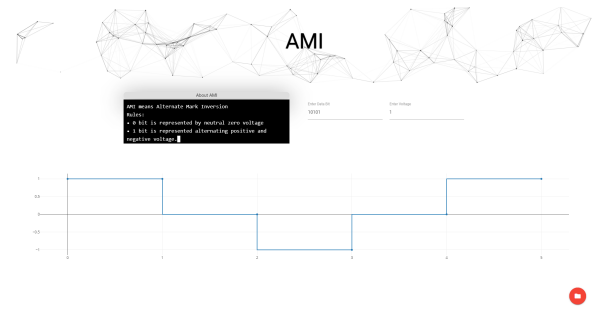 AMI
About AMI
AMI means Alternate Mark Inversion
Rules:
• 0 bit is represented by neutral zero voltage
• 1 bit is represented alternating positive and
negative voltage.
Enter Data Bit
Enter Voltage
10101
1
1
0.5
0
−0.5
−1
0 1 2 3 4 5